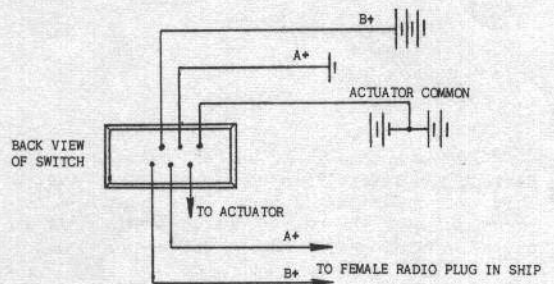 B+
A+
ACTUATOR COMMON
BACK VIEW
OF SWITCH
TO ACTUATOR
A+
TO FEMALE RADIO PLUG IN SHIP
B+